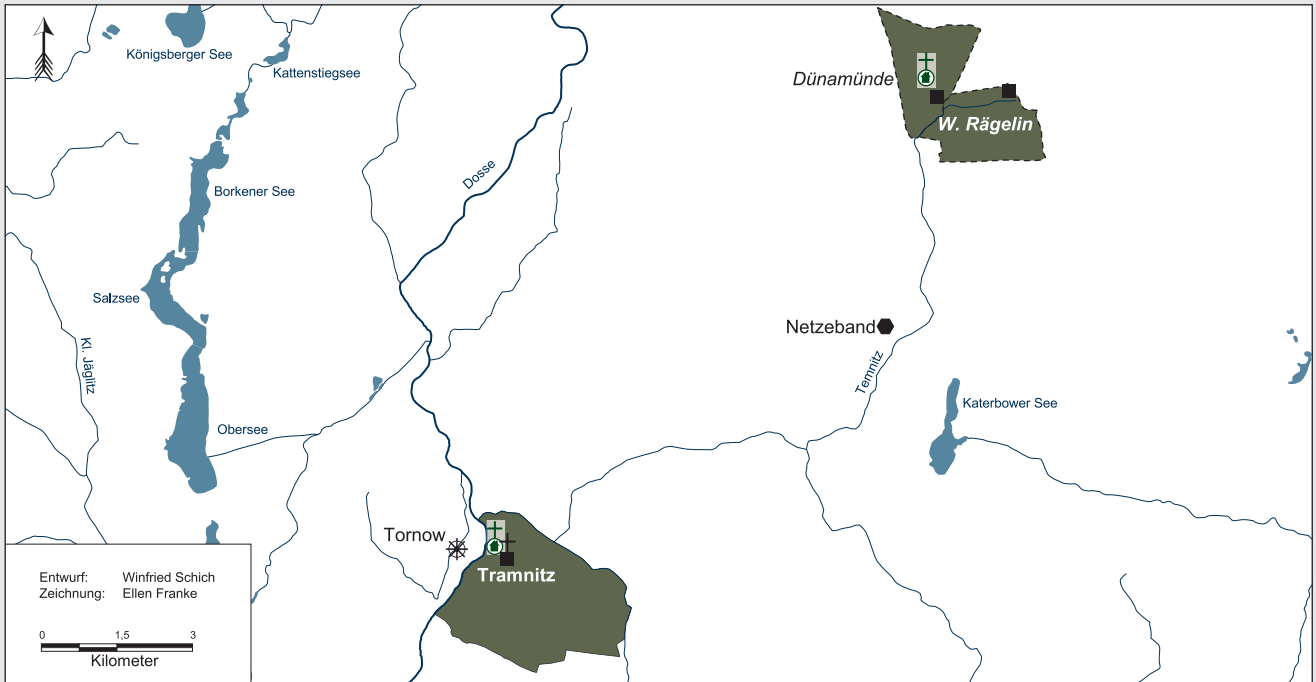 Königsberger See
Kattenstiegsee
Dünamünde
W. Rägelin
Dosse
Borkener See
Salzsee
Netzeband
Kl. Jäglitz
Temnitz
Katerbower See
Obersee
Tornow
Tramnitz
Entwurf: Winfried Schich
Zeichnung: Ellen Franke
0 1,5 3
Kilometer